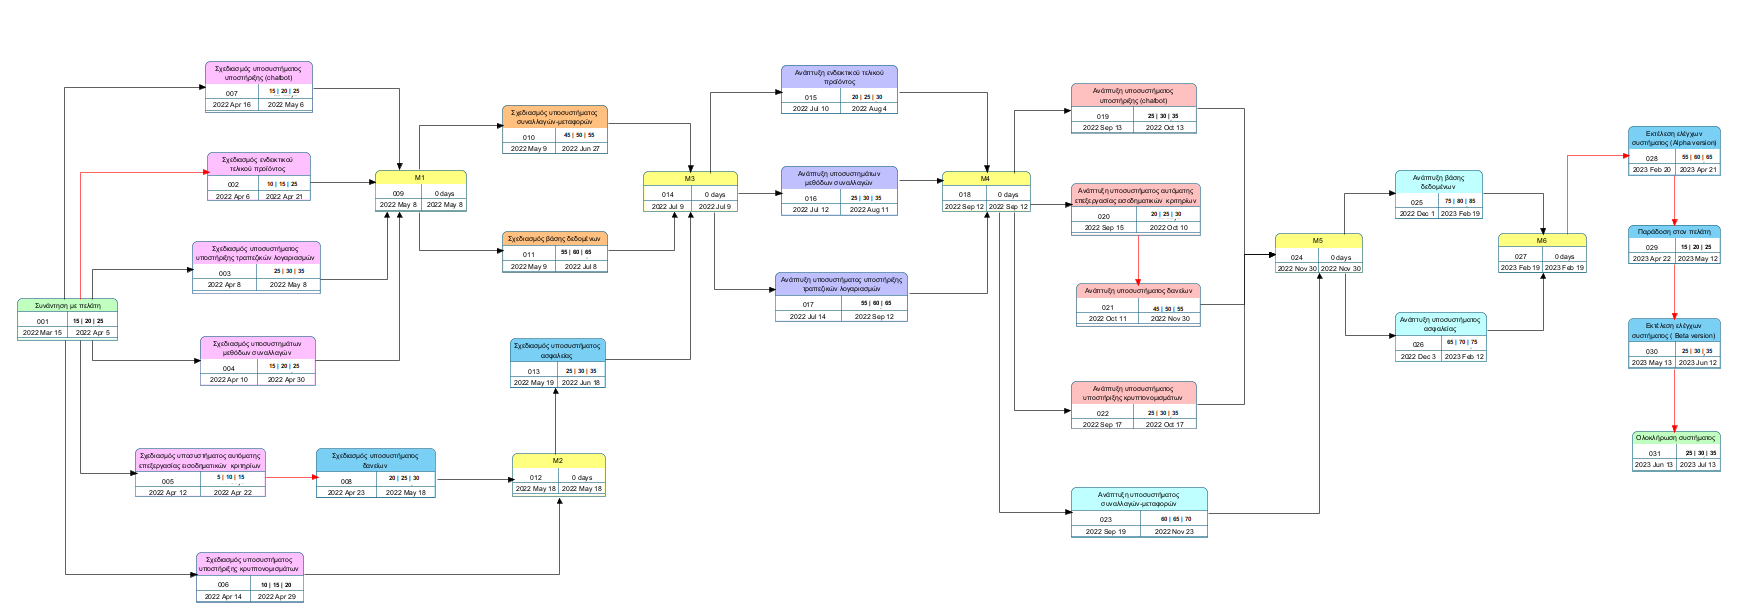 Συνάντηση με πελάτη
001
15 | 20 | 25
2022 Mar 15
2022 Apr 5
Σχεδιασμός υποσυστήματος
υποστήριξης (chatbot)
007
15 | 20 | 25
2022 Apr 16
2022 May 6
Σχεδιασμός ενδεικτικού
τελικού προϊόντος
002
10 | 15 | 25
2022 Apr 6
2022 Apr 21
Σχεδιασμός υποσυστήματος
υποστήριξης τραπεζικών λογαριασμών
003
25 | 30 | 35
2022 Apr 8
2022 May 8
Σχεδιασμός υποσυστημάτων
μεθόδων συναλλαγών
004
15 | 20 | 25
2022 Apr 10
2022 Apr 30
Σχεδιασμός υποσυστήματος αυτόματης
επεξεργασίας εισοδηματικών κριτηρίων
005
5 | 10 | 15
2022 Apr 12
2022 Apr 22
Σχεδιασμός υποσυστήματος
υποστήριξης κρυπτονομισμάτων
006
10 | 15 | 20
2022 Apr 14
2022 Apr 29
Σχεδιασμός υποσυστήματος
δανείων
008
20 | 25 | 30
2022 Apr 23
2022 May 18
M1
009
0 days
2022 May 8
2022 May 8
Σχεδιασμός υποσυστήματος
συναλλαγών-μεταφορών
010
45 | 50 | 55
2022 May 9
2022 Jun 27
Σχεδιασμός βάσης δεδομένων
011
55 | 60 | 65
2022 May 9
2022 Jul 8
Σχεδιασμός υποσυστήματος
ασφαλείας
013
25 | 30 | 35
2022 May 19
2022 Jun 18
M2
012
0 days
2022 May 18
2022 May 18
M3
014
0 days
2022 Jul 9
2022 Jul 9
Ανάπτυξη ενδεικτικού τελικού
προϊόντος
015
20 | 25 | 30
2022 Jul 10
2022 Aug 4
Ανάπτυξη υποσυστημάτων
μεθόδων συναλλαγών
016
25 | 30 | 35
2022 Jul 12
2022 Aug 11
Ανάπτυξη υποσυστήματος υποστήριξης
τραπεζικών λογαριασμών
017
55 | 60 | 65
2022 Jul 14
2022 Sep 12
M4
018
0 days
2022 Sep 12
2022 Sep 12
Ανάπτυξη υποσυστήματος
υποστήριξης (chatbot)
019
25 | 30 | 35
2022 Sep 13
2022 Oct 13
Ανάπτυξη υποσυστήματος αυτόματης
επεξεργασίας εισοδηματικών κριτηρίων
020
20 | 25 | 30
2022 Sep 15
2022 Oct 10
Ανάπτυξη υποσυστήματος δανείων
021
45 | 50 | 55
2022 Oct 11
2022 Nov 30
Ανάπτυξη υποσυστήματος
υποστήριξης κρυπτονομισμάτων
022
25 | 30 | 35
2022 Sep 17
2022 Oct 17
Ανάπτυξη υποσυστήματος
συναλλαγών-μεταφορών
023
60 | 65 | 70
2022 Sep 19
2022 Nov 23
M5
024
0 days
2022 Nov 30
2022 Nov 30
Ανάπτυξη βάσης
δεδομένων
025
75 | 80 | 85
2022 Dec 1
2023 Feb 19
Ανάπτυξη υποσυστήματος
ασφαλείας
026
65 | 70 | 75
2022 Dec 3
2023 Feb 12
M6
027
0 days
2023 Feb 19
2023 Feb 19
Εκτέλεση ελέγχων
συστήματος (Alpha version)
028
55 | 60 | 65
2023 Feb 20
2023 Apr 21
Παράδοση στον πελάτη
029
15 | 20 | 25
2023 Apr 22
2023 May 12
Εκτέλεση ελέγχων
συστήματος ( Beta version)
030
25 | 30 | 35
2023 May 13
2023 Jun 12
Ολοκλήρωση συστήματος
031
25 | 30 | 35
2023 Jun 13
2023 Jul 13